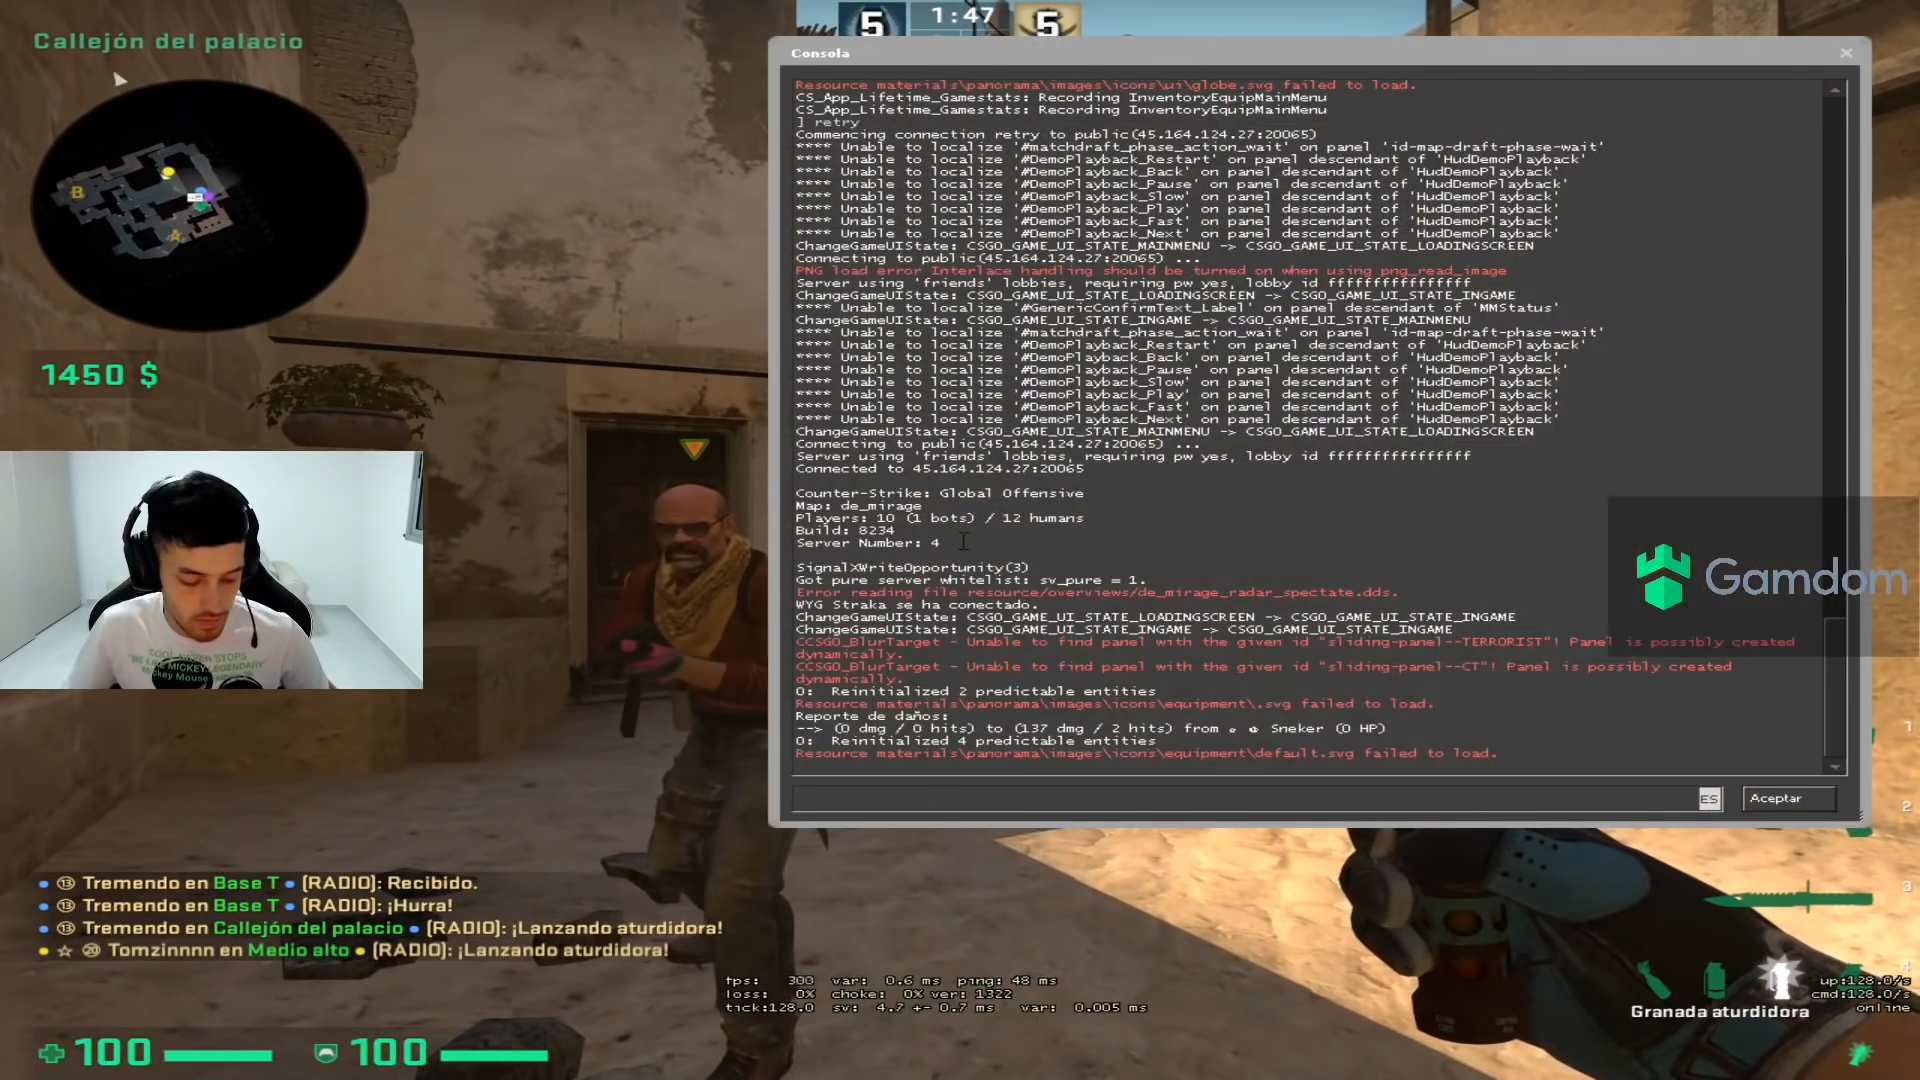 Callejón del palacio
5 1:47 5
B
A
1450 $
Consola
Resource materials\panorama\images\icons\ui\globe.svg failed to load.
CS_App_Lifetime_Gamestats: Recording InventoryEquipMainMenu
CS_App_Lifetime_Gamestats: Recording InventoryEquipMainMenu
] retry
Commencing connection retry to public(45.164.124.27:20065)
**** Unable to localize '#matchdraft_phase_action_wait' on panel 'id-map-draft-phase-wait'
**** Unable to localize '#DemoPlayback_Restart' on panel descendant of 'HudDemoPlayback'
**** Unable to localize '#DemoPlayback_Back' on panel descendant of 'HudDemoPlayback'
**** Unable to localize '#DemoPlayback_Pause' on panel descendant of 'HudDemoPlayback'
**** Unable to localize '#DemoPlayback_Slow' on panel descendant of 'HudDemoPlayback'
**** Unable to localize '#DemoPlayback_Play' on panel descendant of 'HudDemoPlayback'
**** Unable to localize '#DemoPlayback_Fast' on panel descendant of 'HudDemoPlayback'
**** Unable to localize '#DemoPlayback_Next' on panel descendant of 'HudDemoPlayback'
ChangeGameUIState: CSGO_GAME_UI_STATE_MAINMENU -> CSGO_GAME_UI_STATE_LOADINGSCREEN
Connecting to public(45.164.124.27:20065) ...
PNG load error Interlace handling should be turned on when using png_read_image
Server using 'friends' lobbies, requiring pw yes, lobby id ffffffffffffffff
ChangeGameUIState: CSGO_GAME_UI_STATE_LOADINGSCREEN -> CSGO_GAME_UI_STATE_INGAME
**** Unable to localize '#GenericConfirmText_Label' on panel descendant of 'MMStatus'
ChangeGameUIState: CSGO_GAME_UI_STATE_INGAME -> CSGO_GAME_UI_STATE_MAINMENU
**** Unable to localize '#matchdraft_phase_action_wait' on panel 'id-map-draft-phase-wait'
**** Unable to localize '#DemoPlayback_Restart' on panel descendant of 'HudDemoPlayback'
**** Unable to localize '#DemoPlayback_Back' on panel descendant of 'HudDemoPlayback'
**** Unable to localize '#DemoPlayback_Pause' on panel descendant of 'HudDemoPlayback'
**** Unable to localize '#DemoPlayback_Slow' on panel descendant of 'HudDemoPlayback'
**** Unable to localize '#DemoPlayback_Play' on panel descendant of 'HudDemoPlayback'
**** Unable to localize '#DemoPlayback_Fast' on panel descendant of 'HudDemoPlayback'
**** Unable to localize '#DemoPlayback_Next' on panel descendant of 'HudDemoPlayback'
ChangeGameUIState: CSGO_GAME_UI_STATE_MAINMENU -> CSGO_GAME_UI_STATE_LOADINGSCREEN
Connecting to public(45.164.124.27:20065) ...
Server using 'friends' lobbies, requiring pw yes, lobby id ffffffffffffffff
Connected to 45.164.124.27:20065
Counter-Strike: Global Offensive
Map: de_mirage
Players: 10 (1 bots) / 12 humans
Build: 8234
Server Number: 4
SignalXWriteOpportunity(3)
Got pure server whitelist: sv_pure = 1.
Error reading file resource/overviews/de_mirage_radar_spectate.dds.
WYG Straka se ha conectado.
ChangeGameUIState: CSGO_GAME_UI_STATE_LOADINGSCREEN -> CSGO_GAME_UI_STATE_INGAME
ChangeGameUIState: CSGO_GAME_UI_STATE_INGAME -> CSGO_GAME_UI_STATE_INGAME
CCSGO_BlurTarget - Unable to find panel with the given id "sliding-panel--TERRORIST"! Panel is possibly created
dynamically.
CCSGO_BlurTarget - Unable to find panel with the given id "sliding-panel--CT"! Panel is possibly created
dynamically.
0: Reinitialized 2 predictable entities
Resource materials\panorama\images\icons\equipment\.svg failed to load.
Reporte de daños:
--> (0 dmg / 0 hits) to (137 dmg / 2 hits) from Sneker (0 HP)
0: Reinitialized 4 predictable entities
Resource materials\panorama\images\icons\equipment\default.svg failed to load.
ES Aceptar
Gamdom
COOL NEVER STOPS
"BE LIKE MICKEY LEGENDARY"
Mickey Mouse
1
2
3
4
13 Tremendo en Base T (RADIO): Recibido.
13 Tremendo en Base T (RADIO): ¡Hurra!
13 Tremendo en Callejón del palacio (RADIO): ¡Lanzando aturdidora!
20 Tomzinnnn en Medio alto (RADIO): ¡Lanzando aturdidora!
fps: 300 var: 0.6 ms ping: 48 ms
loss: 0% choke: 0% ver: 1322
tick:128.0 sv: 4.7 +- 0.7 ms var: 0.005 ms
up:128.0/s
cmd:128.0/s
online
Granada aturdidora
100 100